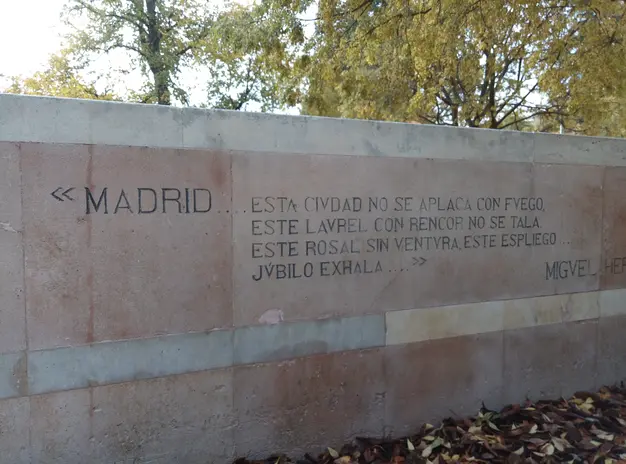 «MADRID.... ESTA CIVDAD NO SE APLACA CON FVEGO,
ESTE LAVREL CON RENCOR NO SE TALA.
ESTE ROSAL SIN VENTVRA, ESTE ESPLIEGO...
JVBILO EXHALA....»
MIGVEL HER